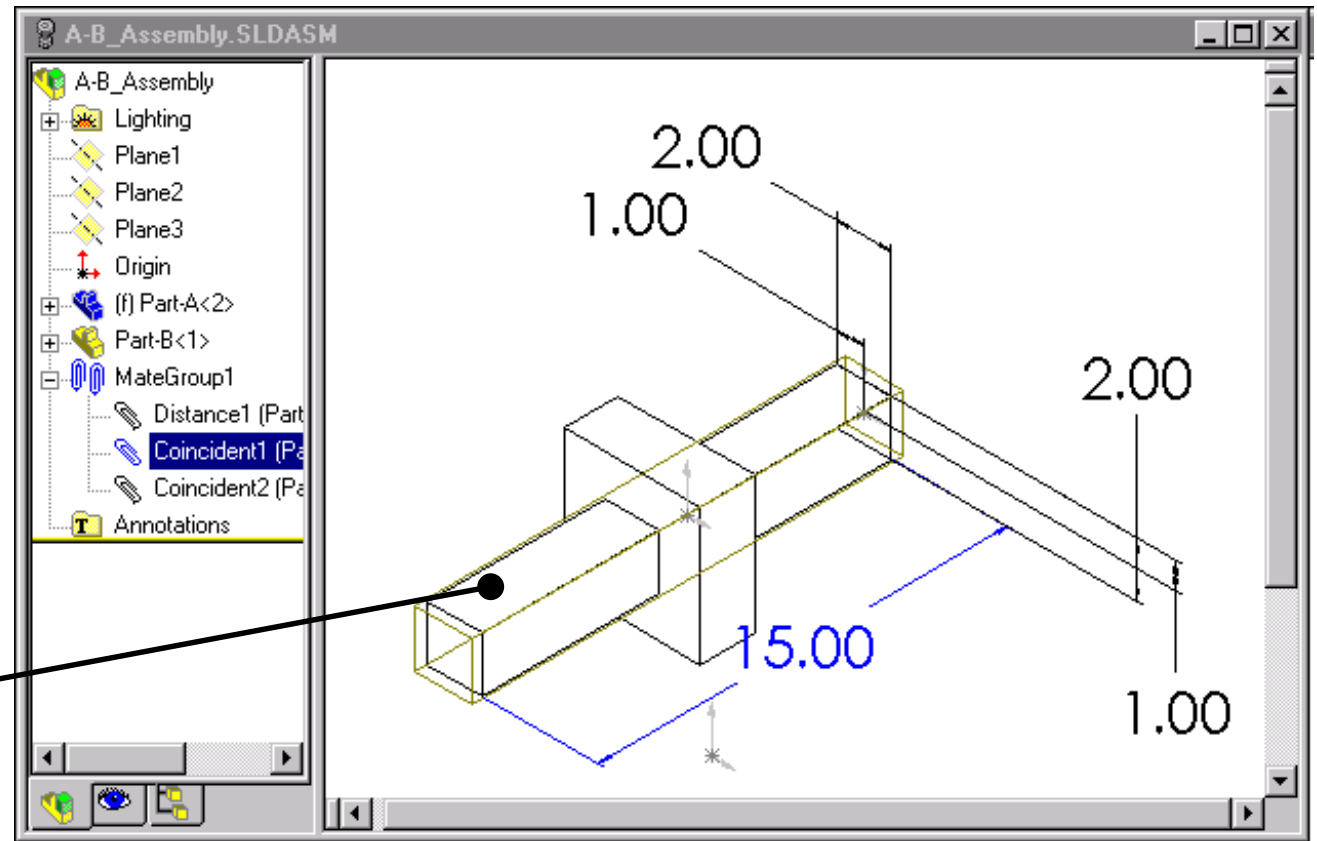 A-B_Assembly.SLDASM
A-B_Assembly
Lighting
Plane1
Plane2
Plane3
Origin
(f) Part-A<2>
Part-B<1>
MateGroup1
Distance1 (Part
Coincident1 (Pa
Coincident2 (Pa
T Annotations
2.00
1.00
2.00
15.00
1.00